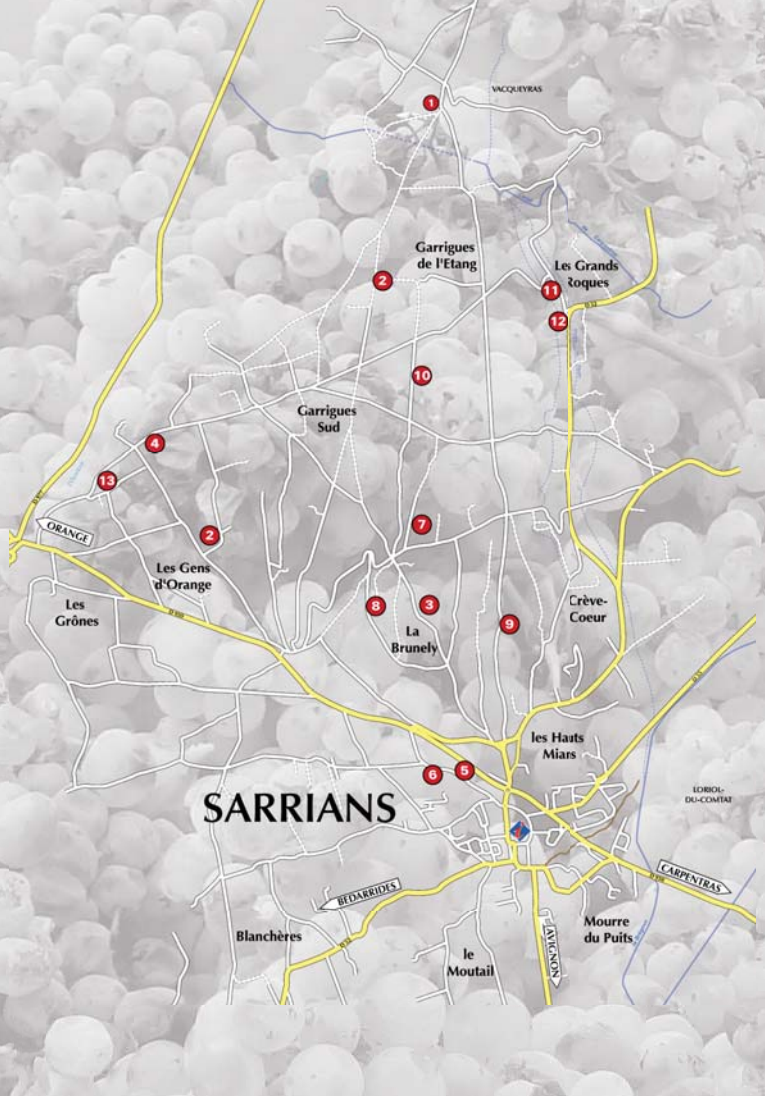 VACQUEYRAS
1
Garrigues
de l'Etang
2
Les Grands
Roques
11
12
10
Garrigues
Sud
4
13
ORANGE
2
7
Les Gens
d'Orange
Les
Grônes
8
3
9
Crève-
Coeur
La
Brunely
les Hauts
Miars
6
5
SARRIANS
LORIOL-
DU-COMTAT
CARPENTRAS
BEDARRIDES
Blanchères
Mourre
du Puits
AVIGNON
le
Moutail